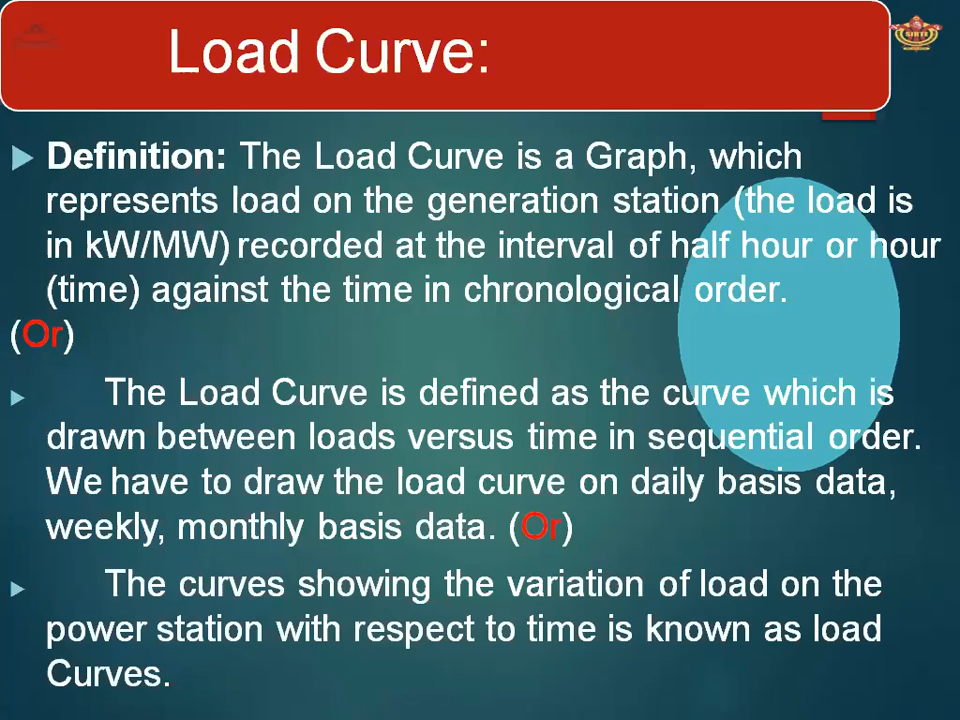 Load Curve:
SIRTE
Definition: The Load Curve is a Graph, which
represents load on the generation station (the load is
in kW/MW) recorded at the interval of half hour or hour
(time) against the time in chronological order.
(Or)
The Load Curve is defined as the curve which is
drawn between loads versus time in sequential order.
We have to draw the load curve on daily basis data,
weekly, monthly basis data. (Or)
The curves showing the variation of load on the
power station with respect to time is known as load
Curves.